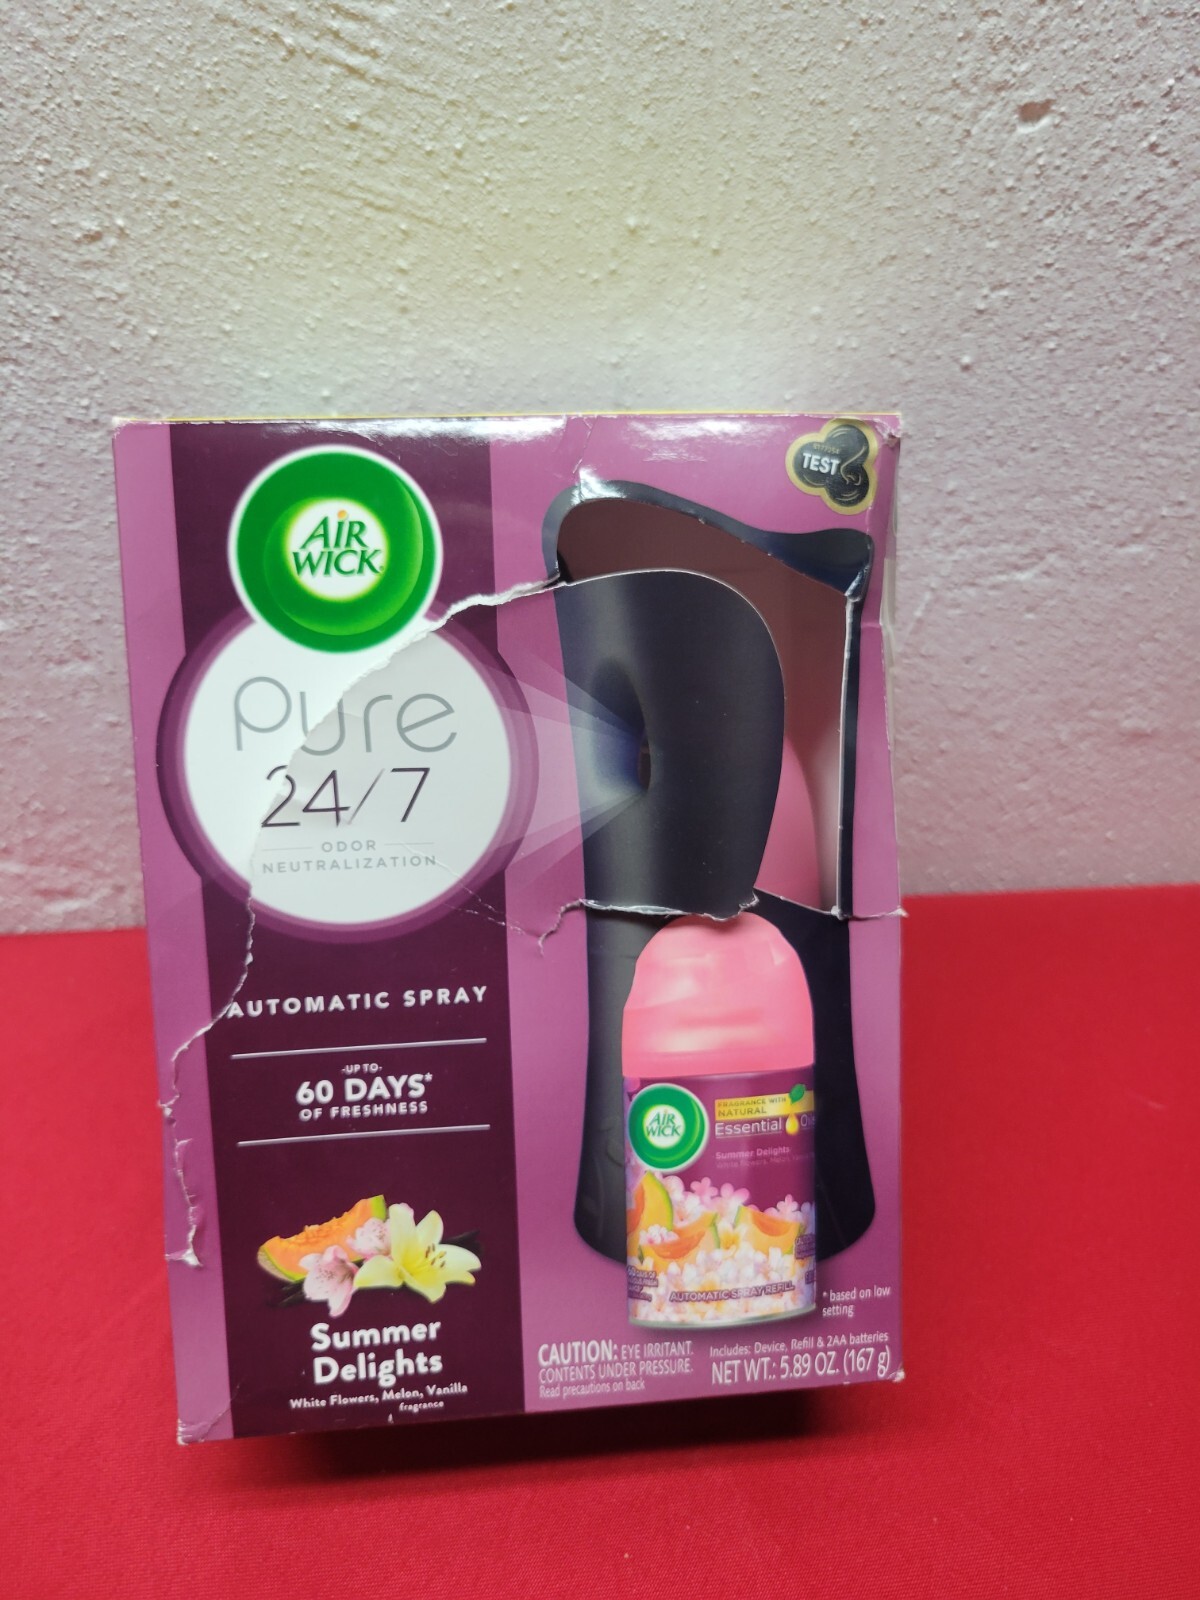 AiR
WICK
TEST
pure
24/7
ODOR
NEUTRALIZATION
AUTOMATIC SPRAY
-UP TO-
60 DAYS*
OF FRESHNESS
Summer
Delights
White Flowers, Melon, Vanilla
fragrance
AiR
WICK
FRAGRANCE WITH
NATURAL
Essential
Summer Delights
White Flowers, Melon,
AUTOMATIC SPRAY REFILL
* based on low
setting
CAUTION: EYE IRRITANT.
CONTENTS UNDER PRESSURE.
Read precautions on back
Includes: Device, Refill & 2AA batteries
NET WT.: 5.89 OZ. (167 g)